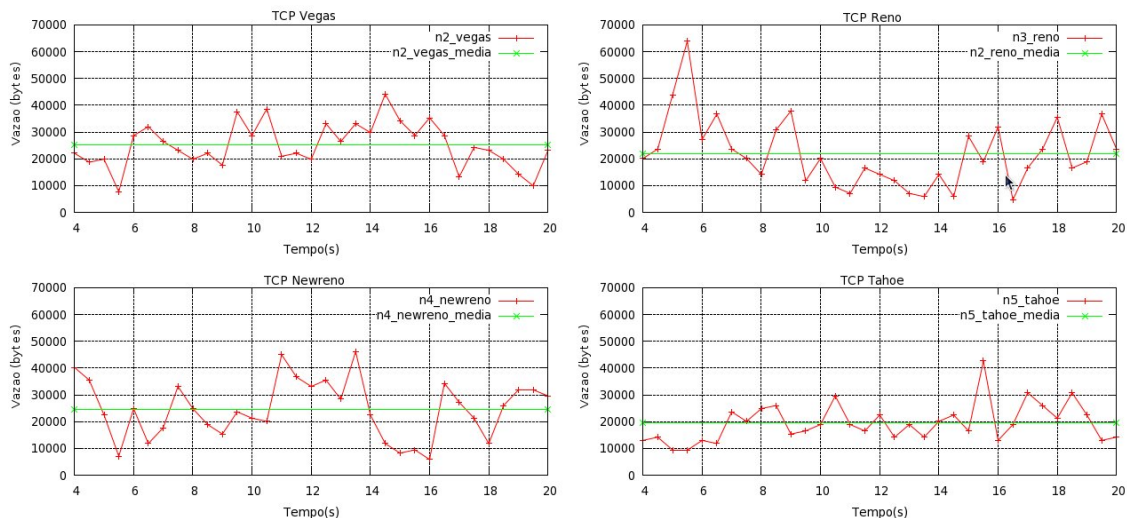 TCP Vegas
n2_vegas
n2_vegas_media
70000
60000
50000
40000
30000
20000
10000
0
Vazao (bytes)
4 6 8 10 12 14 16 18 20
Tempo(s)
TCP Reno
n3_reno
n2_reno_media
70000
60000
50000
40000
30000
20000
10000
0
Vazao (bytes)
4 6 8 10 12 14 16 18 20
Tempo(s)
TCP Newreno
n4_newreno
n4_newreno_media
70000
60000
50000
40000
30000
20000
10000
0
Vazao (bytes)
4 6 8 10 12 14 16 18 20
Tempo(s)
TCP Tahoe
n5_tahoe
n5_tahoe_media
70000
60000
50000
40000
30000
20000
10000
0
Vazao (bytes)
4 6 8 10 12 14 16 18 20
Tempo(s)